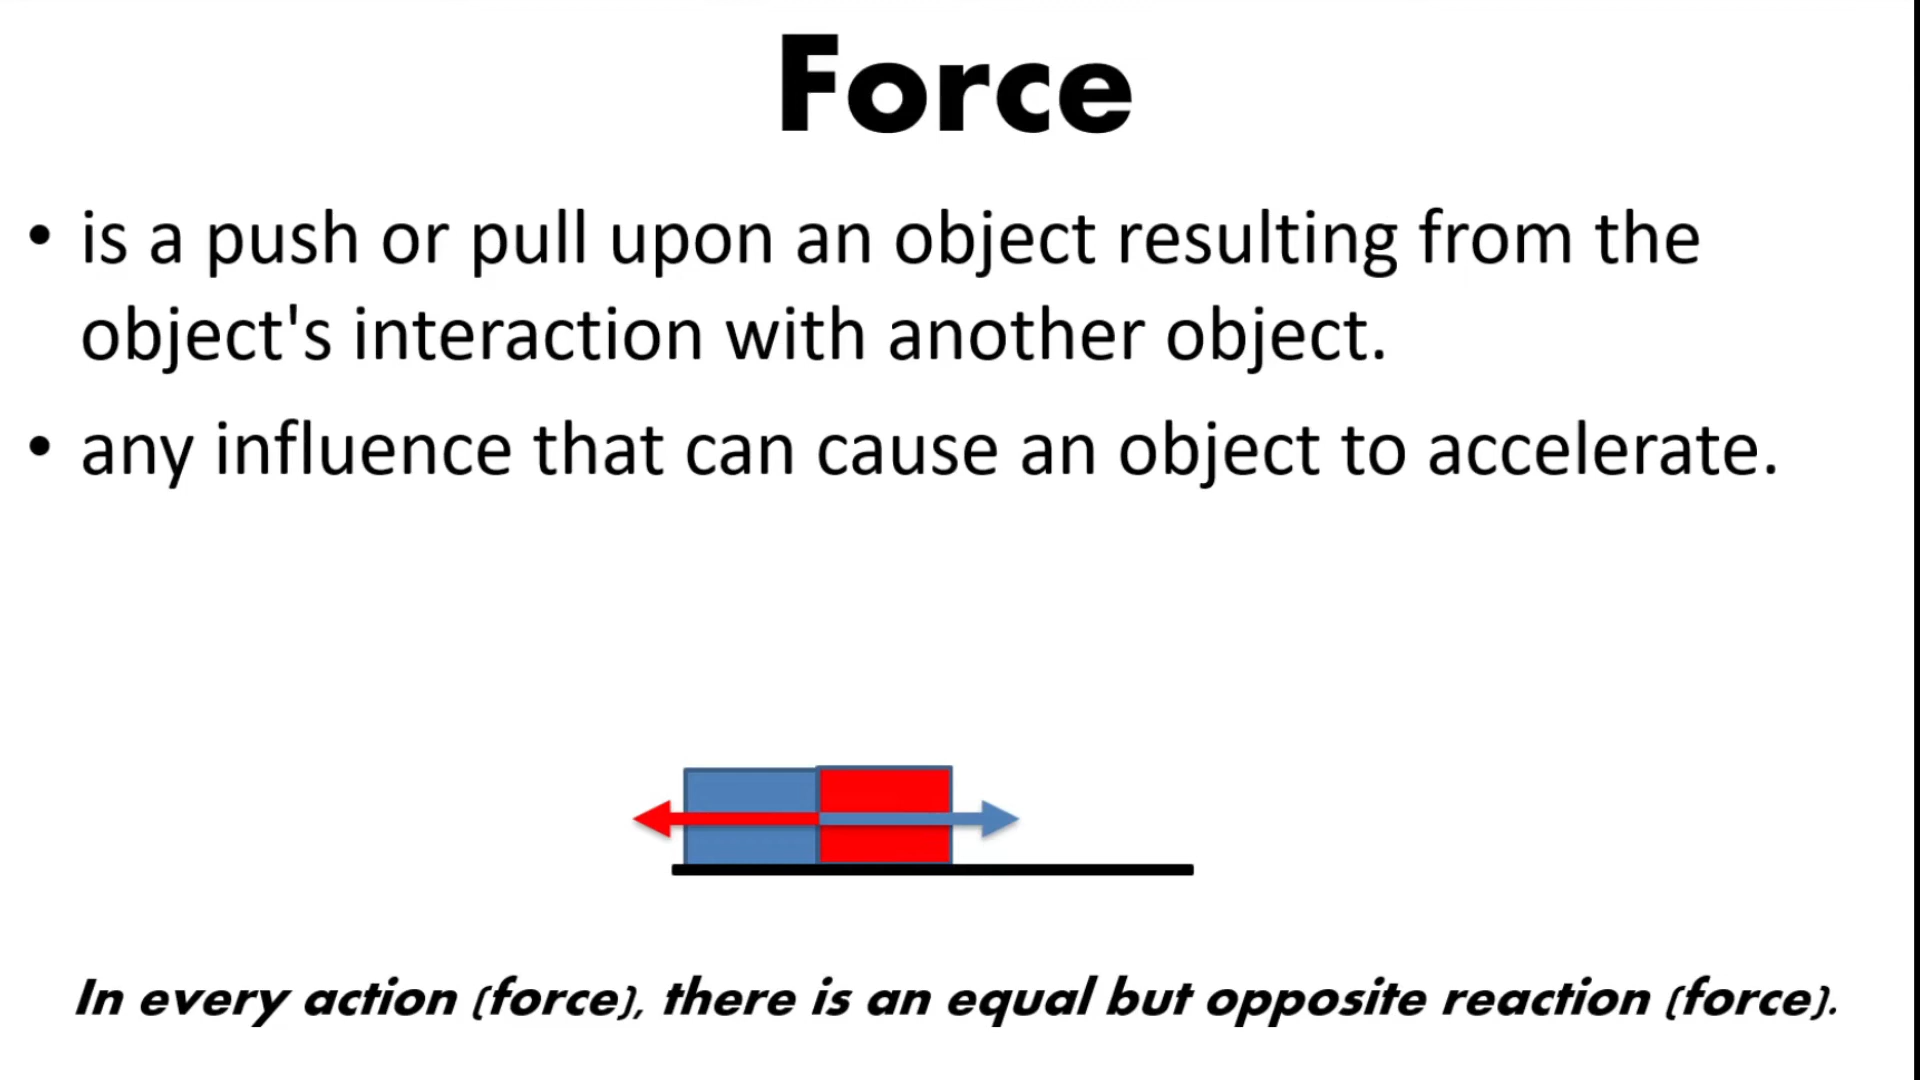 Force
• is a push or pull upon an object resulting from the
object's interaction with another object.
• any influence that can cause an object to accelerate.
In every action (force), there is an equal but opposite reaction (force).